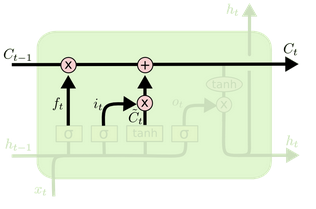 h_t
C_{t-1} x + C_t
tanh
f_t i_t x o_t x
C̃_t
σ σ tanh σ
h_{t-1} h_t
x_t